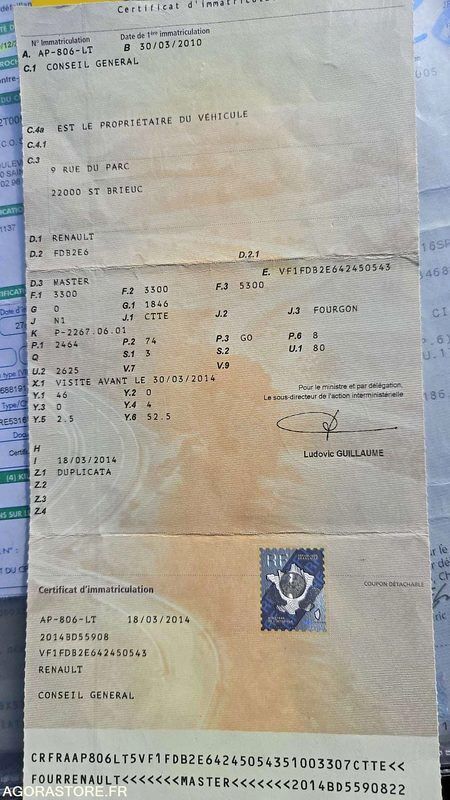 Certificat d'immatriculation
N° Immatriculation Date de 1ère immatriculation
A. AP-806-LT B 30/03/2010
C.1 CONSEIL GENERAL
C.4a EST LE PROPRIÉTAIRE DU VÉHICULE
C.4.1
C.3
9 RUE DU PARC
22000 ST BRIEUC
D.1 RENAULT
D.2 FDB2E6 D.2.1
E. VF1FDB2E642450543
D.3 MASTER
F.1 3300 F.2 3300 F.3 5300
G 0 G.1 1846
J N1 J.1 CTTE J.2 J.3 FOURGON
K P-2267.06.01
P.1 2464 P.2 74 P.3 GO P.6 8
Q S.1 3 S.2 U.1 80
U.2 2625 V.7 V.9
X.1 VISITE AVANT LE 30/03/2014
Y.1 46 Y.2 0
Y.3 0 Y.4 4
Y.5 2.5 Y.6 52.5
Pour le ministre et par délégation,
Le sous-directeur de l'action interministérielle
Ludovic GUILLAUME
H
I 18/03/2014
Z.1 DUPLICATA
Z.2
Z.3
Z.4
RF
COUPON DÉTACHABLE
Certificat d'immatriculation
AP-806-LT 18/03/2014
2014BD55908
VF1FDB2E642450543
RENAULT
CONSEIL GENERAL
CRFRAAP806LT5VF1FDB2E64245054351003307CTTE<<
FOURRENAULT<<<<<<<MASTER<<<<<<<2014BD5590822
AGORASTORE.FR